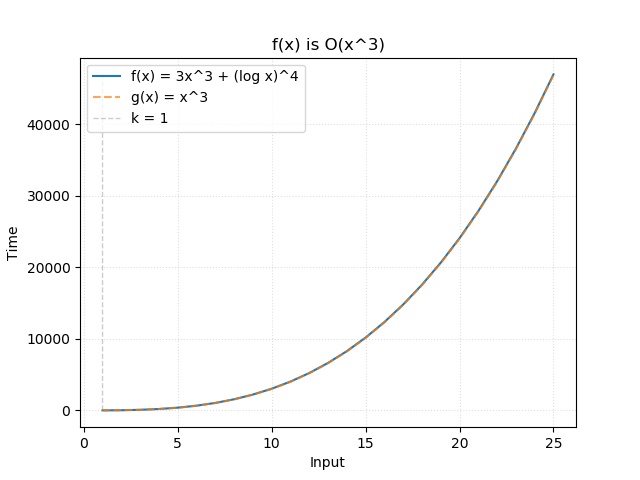 f(x) is O(x^3)
f(x) = 3x^3 + (log x)^4
g(x) = x^3
k = 1
Time
40000
30000
20000
10000
0
0 5 10 15 20 25
Input